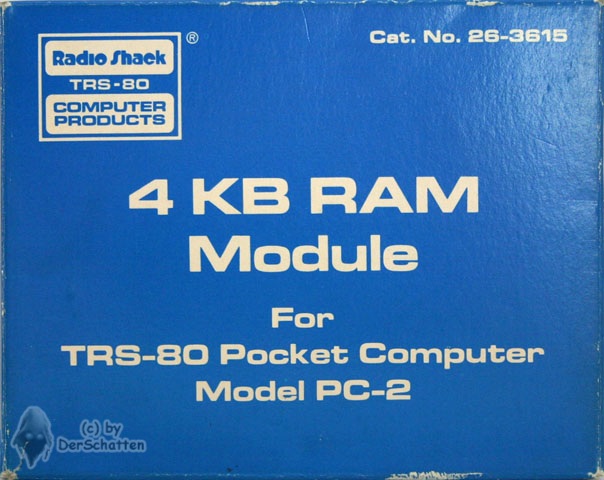 Radio Shack ®
TRS-80
COMPUTER
PRODUCTS
Cat. No. 26-3615
4 KB RAM
Module
For
TRS-80 Pocket Computer
Model PC-2
(c) by
DerSchatten